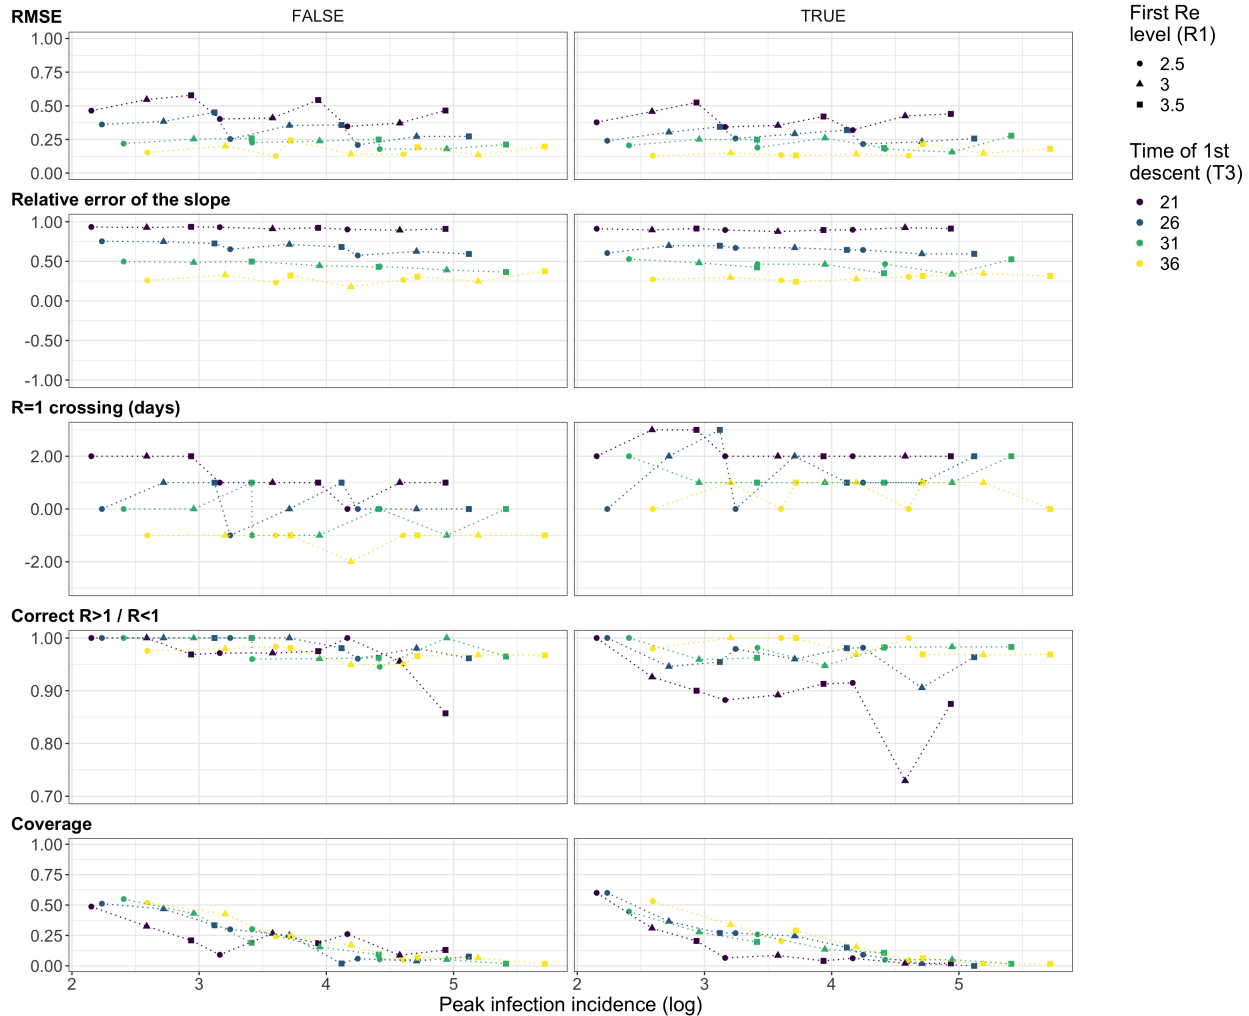 RMSE
FALSE
TRUE
1.00
0.75
0.50
0.25
0.00
Relative error of the slope
1.00
0.50
0.00
-0.50
-1.00
R=1 crossing (days)
2.00
0.00
-2.00
Correct R>1 / R<1
1.00
0.90
0.80
0.70
Coverage
1.00
0.75
0.50
0.25
0.00
2 3 4 5
2 3 4 5
Peak infection incidence (log)
First Re
level (R1)
2.5
3
3.5
Time of 1st
descent (T3)
21
26
31
36